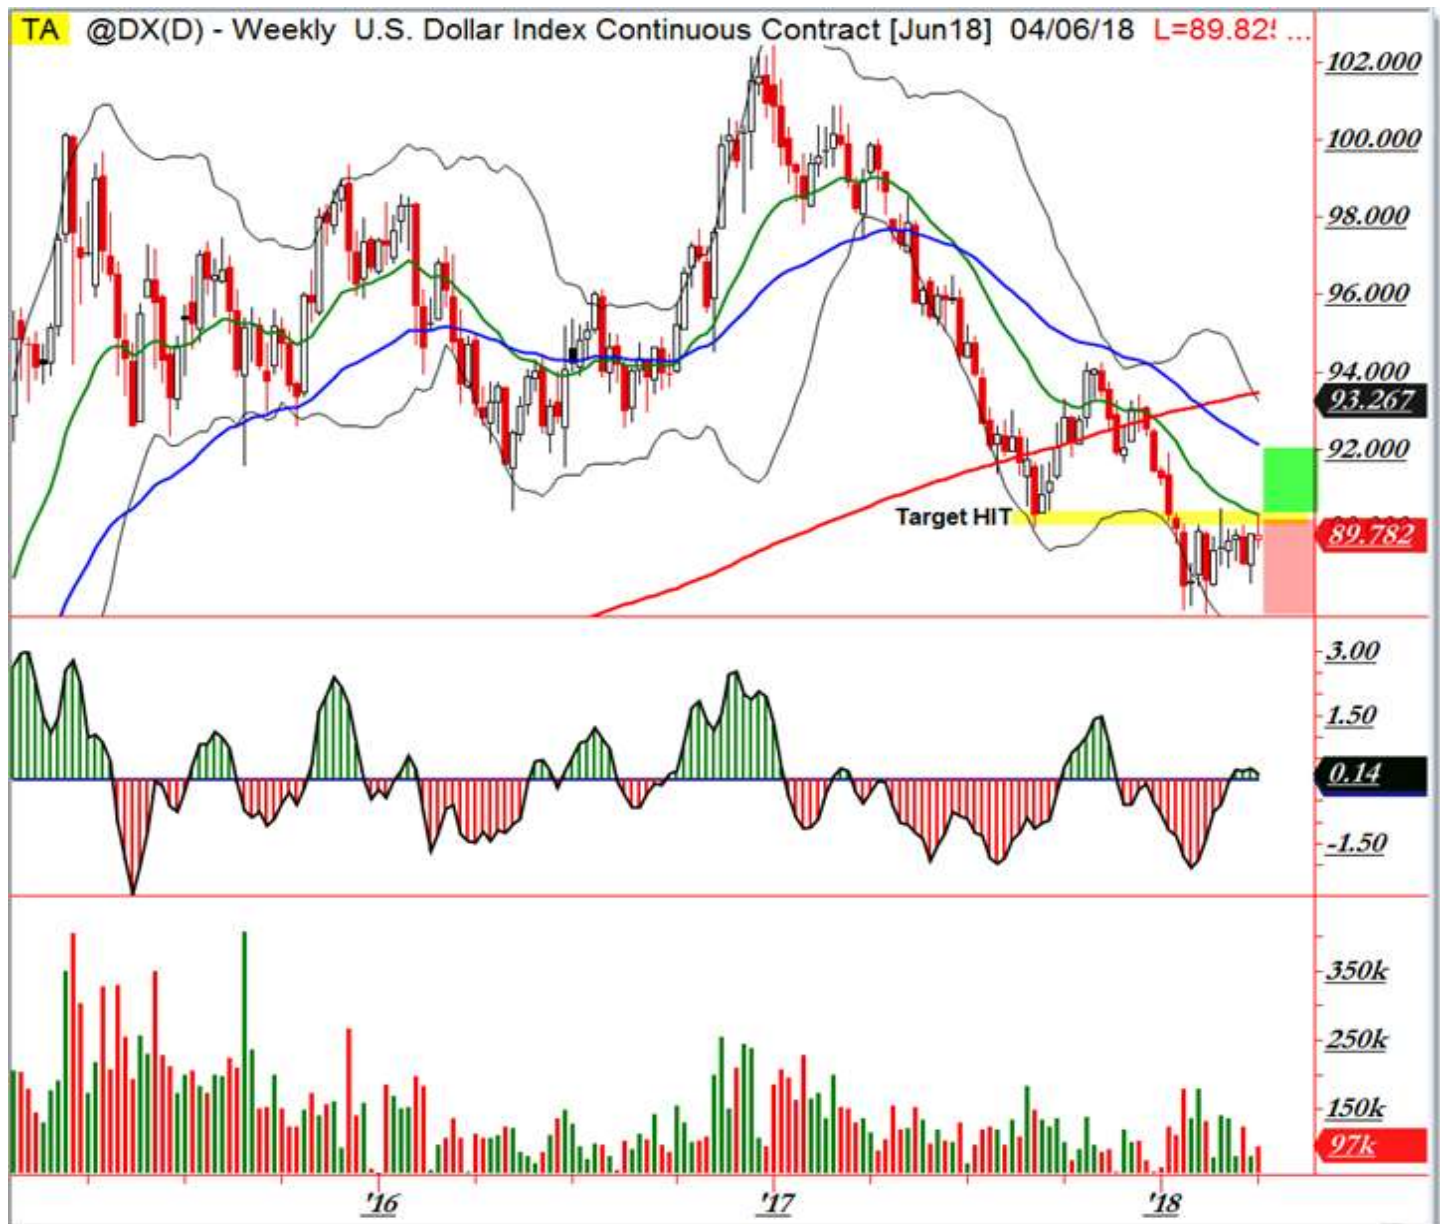 TA @DX(D) - Weekly U.S. Dollar Index Continuous Contract [Jun18] 04/06/18 L=89.825 ...
102.000
100.000
98.000
96.000
94.000
93.267
92.000
Target HIT
89.782
3.00
1.50
0.14
-1.50
350k
250k
150k
97k
'16 '17 '18